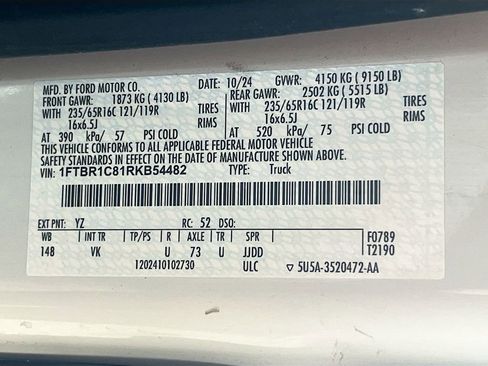 MFD. BY FORD MOTOR CO. DATE: 10/24 GVWR: 4150 KG ( 9150 LB)
FRONT GAWR: 1873 KG ( 4130 LB) REAR GAWR: 2502 KG ( 5515 LB)
WITH 235/65R16C 121/119R TIRES WITH 235/65R16C 121/119R TIRES
16x6.5J RIMS 16x6.5J RIMS
AT 390 kPa/ 57 PSI COLD AT 520 kPa/ 75 PSI COLD
THIS VEHICLE CONFORMS TO ALL APPLICABLE FEDERAL MOTOR VEHICLE
SAFETY STANDARDS IN EFFECT ON THE DATE OF MANUFACTURE SHOWN ABOVE.
VIN: 1FTBR1C81RKB54482 TYPE: Truck
EXT PNT: YZ RC: 52 DSO:
WB INT TR TP/PS R AXLE TR SPR F0789
148 VK U 73 U JJDD T2190
1202410102730 ULC ▽ 5U5A-3520472-AA